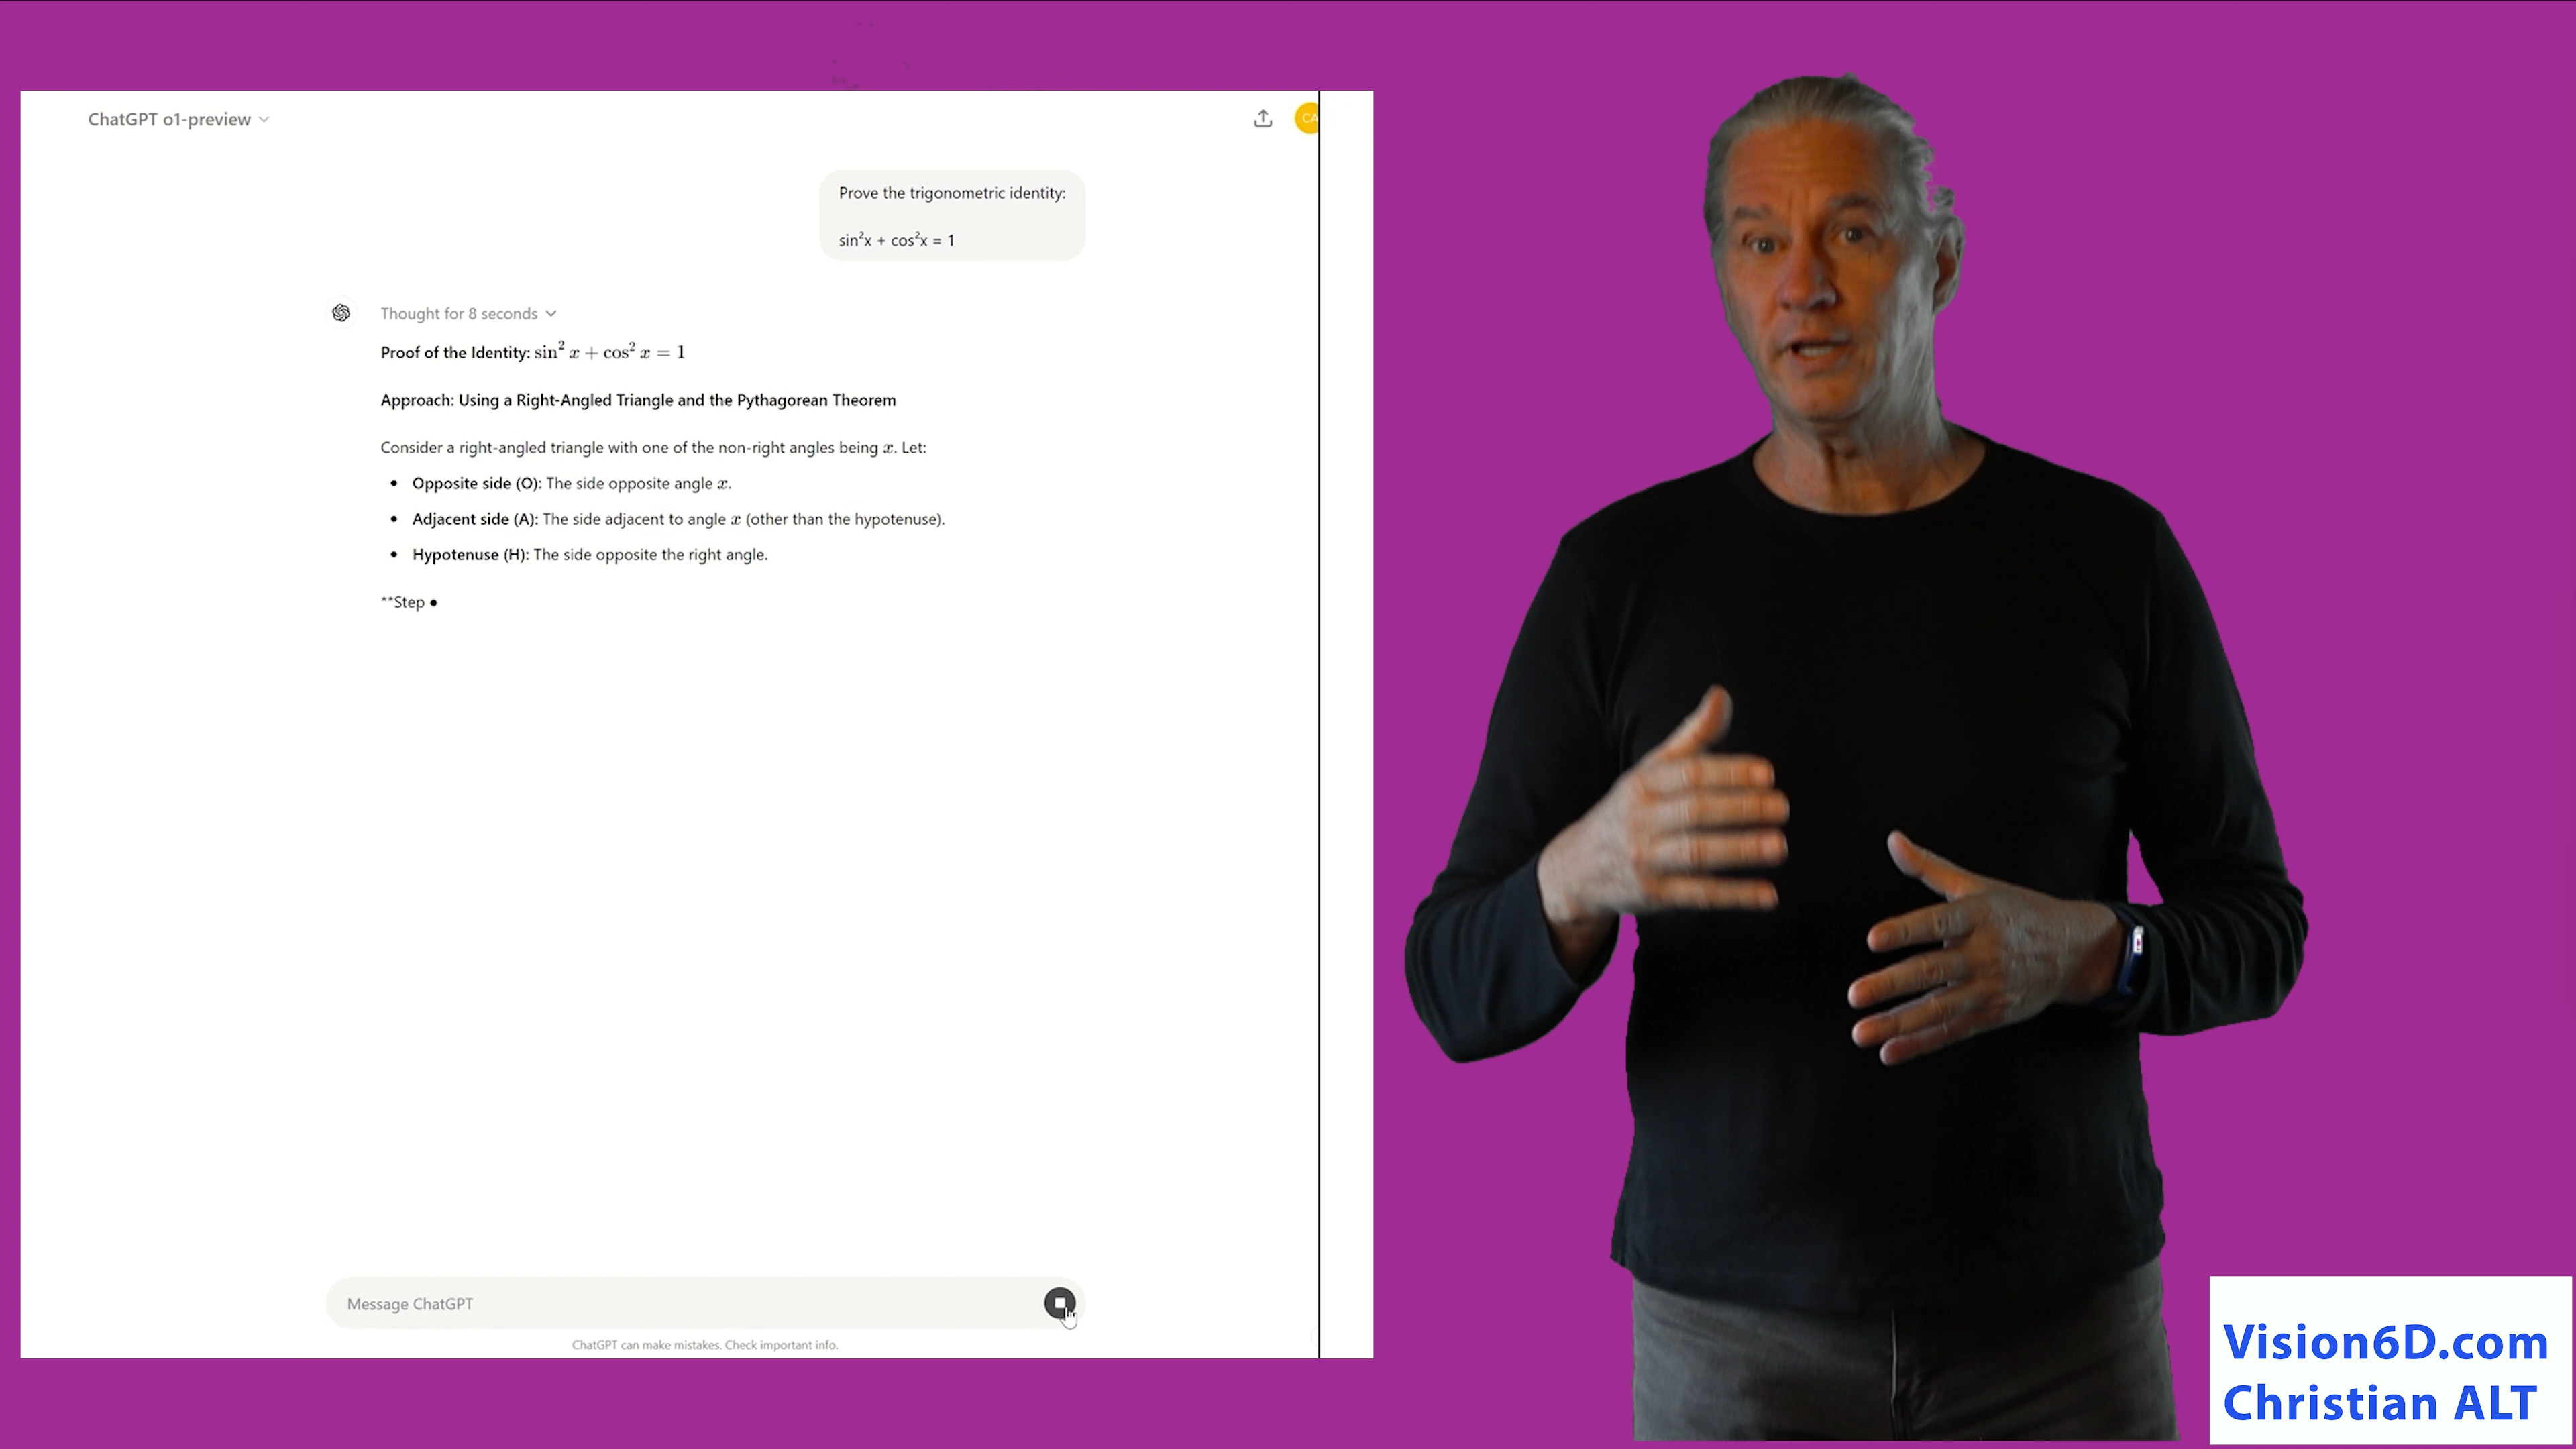 ChatGPT o1-preview
CA
Prove the trigonometric identity:
sin²x + cos²x = 1
Thought for 8 seconds
Proof of the Identity: sin² x + cos² x = 1
Approach: Using a Right-Angled Triangle and the Pythagorean Theorem
Consider a right-angled triangle with one of the non-right angles being x. Let:
• Opposite side (O): The side opposite angle x.
• Adjacent side (A): The side adjacent to angle x (other than the hypotenuse).
• Hypotenuse (H): The side opposite the right angle.
**Step ●
Message ChatGPT
ChatGPT can make mistakes. Check important info.
Vision6D.com
Christian ALT